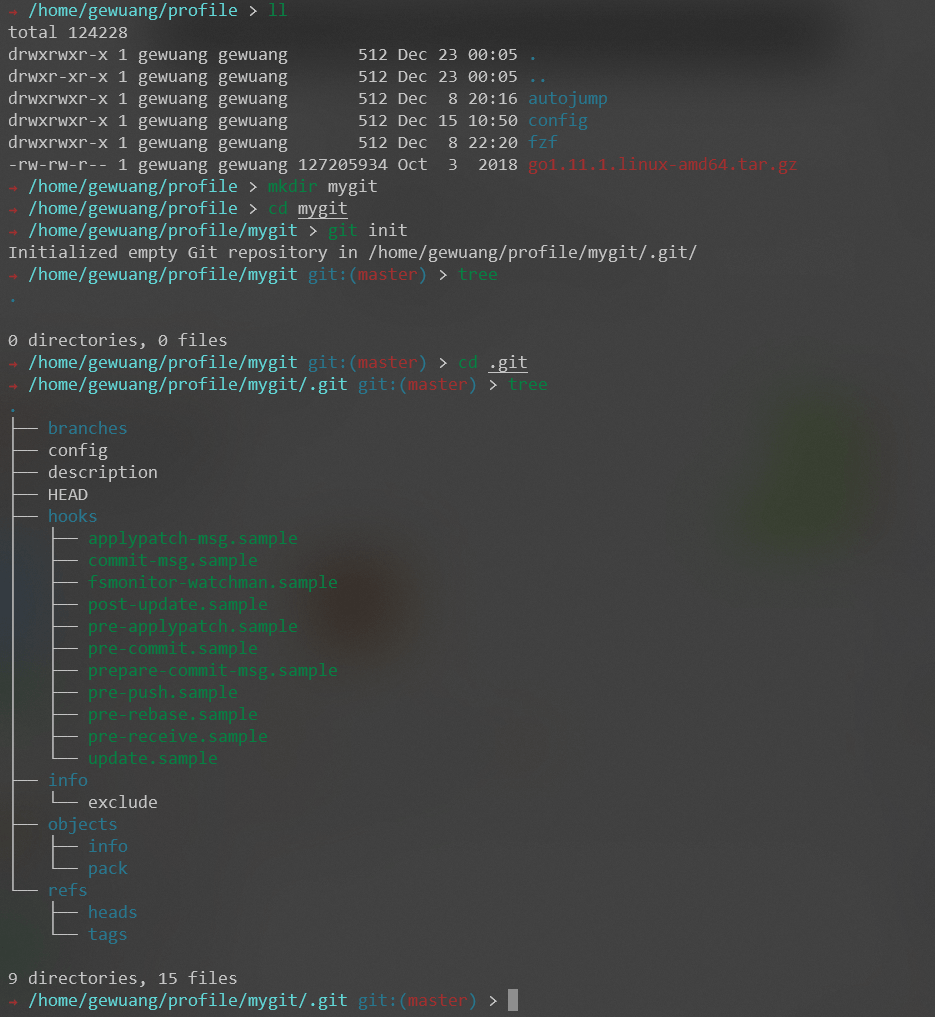 → /home/gewuang/profile > ll
total 124228
drwxrwxr-x 1 gewuang gewuang       512 Dec 23 00:05 .
drwxr-xr-x 1 gewuang gewuang       512 Dec 23 00:05 ..
drwxrwxr-x 1 gewuang gewuang       512 Dec  8 20:16 autojump
drwxrwxr-x 1 gewuang gewuang       512 Dec 15 10:50 config
drwxrwxr-x 1 gewuang gewuang       512 Dec  8 22:20 fzf
-rw-rw-r-- 1 gewuang gewuang 127205934 Oct  3  2018 go1.11.1.linux-amd64.tar.gz
→ /home/gewuang/profile > mkdir mygit
→ /home/gewuang/profile > cd mygit
→ /home/gewuang/profile/mygit > git init
Initialized empty Git repository in /home/gewuang/profile/mygit/.git/
→ /home/gewuang/profile/mygit git:(master) > tree
.
0 directories, 0 files
→ /home/gewuang/profile/mygit git:(master) > cd .git
→ /home/gewuang/profile/mygit/.git git:(master) > tree
.
├── branches
├── config
├── description
├── HEAD
├── hooks
│   ├── applypatch-msg.sample
│   ├── commit-msg.sample
│   ├── fsmonitor-watchman.sample
│   ├── post-update.sample
│   ├── pre-applypatch.sample
│   ├── pre-commit.sample
│   ├── prepare-commit-msg.sample
│   ├── pre-push.sample
│   ├── pre-rebase.sample
│   ├── pre-receive.sample
│   └── update.sample
├── info
│   └── exclude
├── objects
│   ├── info
│   └── pack
└── refs
    ├── heads
    └── tags
9 directories, 15 files
→ /home/gewuang/profile/mygit/.git git:(master) >